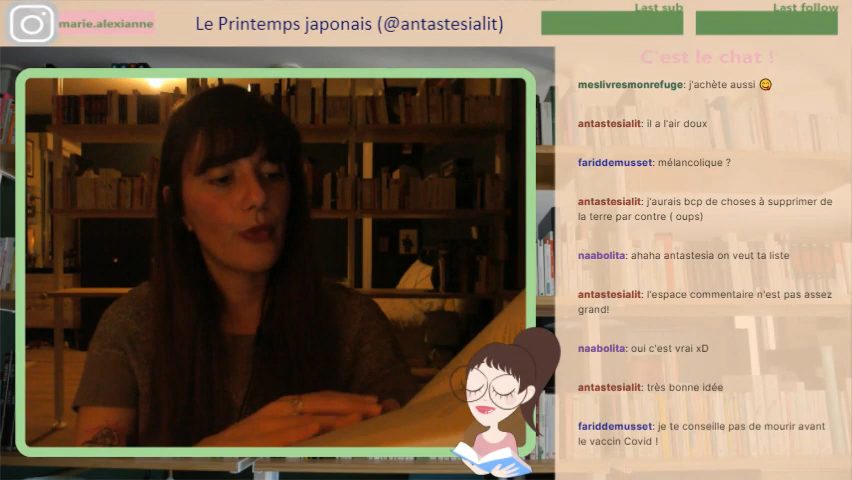 marie.alexianne
Le Printemps japonais (@antastesialit)
Last sub
Last follow
C'est le chat !
meslivresmonrefuge: j'achète aussi 😋
antastesialit: il a l'air doux
fariddemusset: mélancolique ?
antastesialit: j'aurais bcp de choses à supprimer de
la terre par contre ( oups)
naabolita: ahaha antastesia on veut ta liste
antastesialit: l'espace commentaire n'est pas assez
grand!
naabolita: oui c'est vrai xD
antastesialit: très bonne idée
fariddemusset: je te conseille pas de mourir avant
le vaccin Covid !